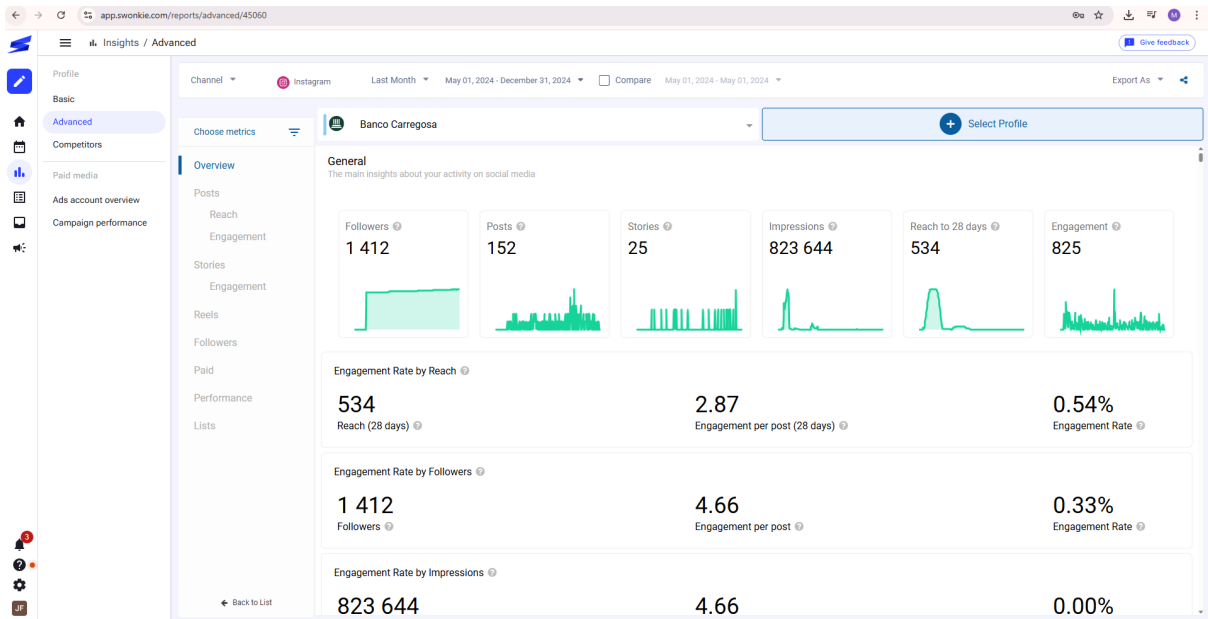 app.swonkie.com/reports/advanced/45060
M
Insights / Advanced
Give feedback
Profile
Basic
Advanced
Competitors
Paid media
Ads account overview
Campaign performance
3
JF
Channel
Instagram
Last Month
May 01, 2024 - December 31, 2024
Compare
May 01, 2024 - May 01, 2024
Export As
Choose metrics
Overview
Posts
Reach
Engagement
Stories
Engagement
Reels
Followers
Paid
Performance
Lists
Back to List
Banco Carregosa
Select Profile
General
The main insights about your activity on social media
Followers
1 412
Posts
152
Stories
25
Impressions
823 644
Reach to 28 days
534
Engagement
825
Engagement Rate by Reach
534 2.87 0.54%
Reach (28 days) Engagement per post (28 days) Engagement Rate
Engagement Rate by Followers
1 412 4.66 0.33%
Followers Engagement per post Engagement Rate
Engagement Rate by Impressions
823 644 4.66 0.00%